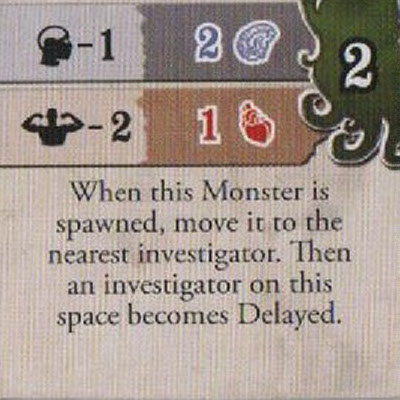 -1 2
2
-2 1
When this Monster is
spawned, move it to the
nearest investigator. Then
an investigator on this
space becomes Delayed.